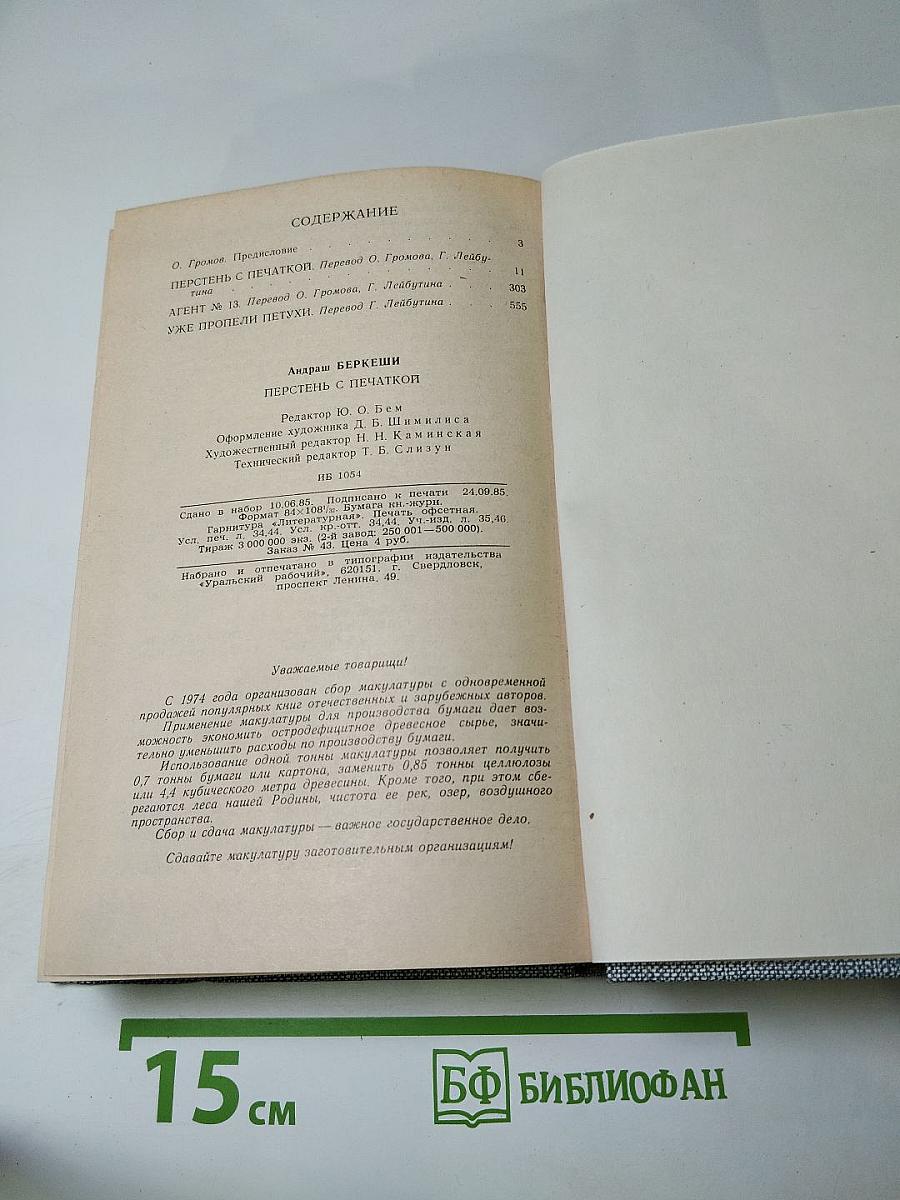 СОДЕРЖАНИЕ
О. Громов. Предисловие . . . . . . . . . . 3
ПЕРСТЕНЬ С ПЕЧАТКОЙ. Перевод О. Громова, Г. Лейбу-
тина . . . . . . . . . . . . . . 11
АГЕНТ № 13. Перевод О. Громова, Г. Лейбутина . . . 303
УЖЕ ПРОПЕЛИ ПЕТУХИ. Перевод Г. Лейбутина . . . 555
Андраш БЕРКЕШИ
ПЕРСТЕНЬ С ПЕЧАТКОЙ
Редактор Ю. О. Бем
Оформление художника Д. Б. Шимилиса
Художественный редактор Н. Н. Каминская
Технический редактор Т. Б. Слизун
ИБ 1054
Сдано в набор 10.06.85. Подписано к печати 24.09.85.
Формат 84×108¹/₃₂. Бумага кн.-журн.
Гарнитура «Литературная». Печать офсетная.
Усл. печ. л. 34,44. Усл. кр.-отт. 34,44. Уч.-изд. л. 35,46.
Тираж 3 000 000 экз. (2-й завод: 250 001—500 000).
Заказ № 43. Цена 4 руб.
Набрано и отпечатано в типографии издательства
«Уральский рабочий», 620151, г. Свердловск,
проспект Ленина, 49.
Уважаемые товарищи!
С 1974 года организован сбор макулатуры с одновременной
продажей популярных книг отечественных и зарубежных авторов.
Применение макулатуры для производства бумаги дает воз-
можность экономить остродефицитное древесное сырье, значи-
тельно уменьшить расходы по производству бумаги.
Использование одной тонны макулатуры позволяет получить
0,7 тонны бумаги или картона, заменить 0,85 тонны целлюлозы
или 4,4 кубического метра древесины. Кроме того, при этом сбе-
регаются леса нашей Родины, чистота ее рек, озер, воздушного
пространства.
Сбор и сдача макулатуры — важное государственное дело.
Сдавайте макулатуру заготовительным организациям!
15 см
БФ БИБЛИОФАН